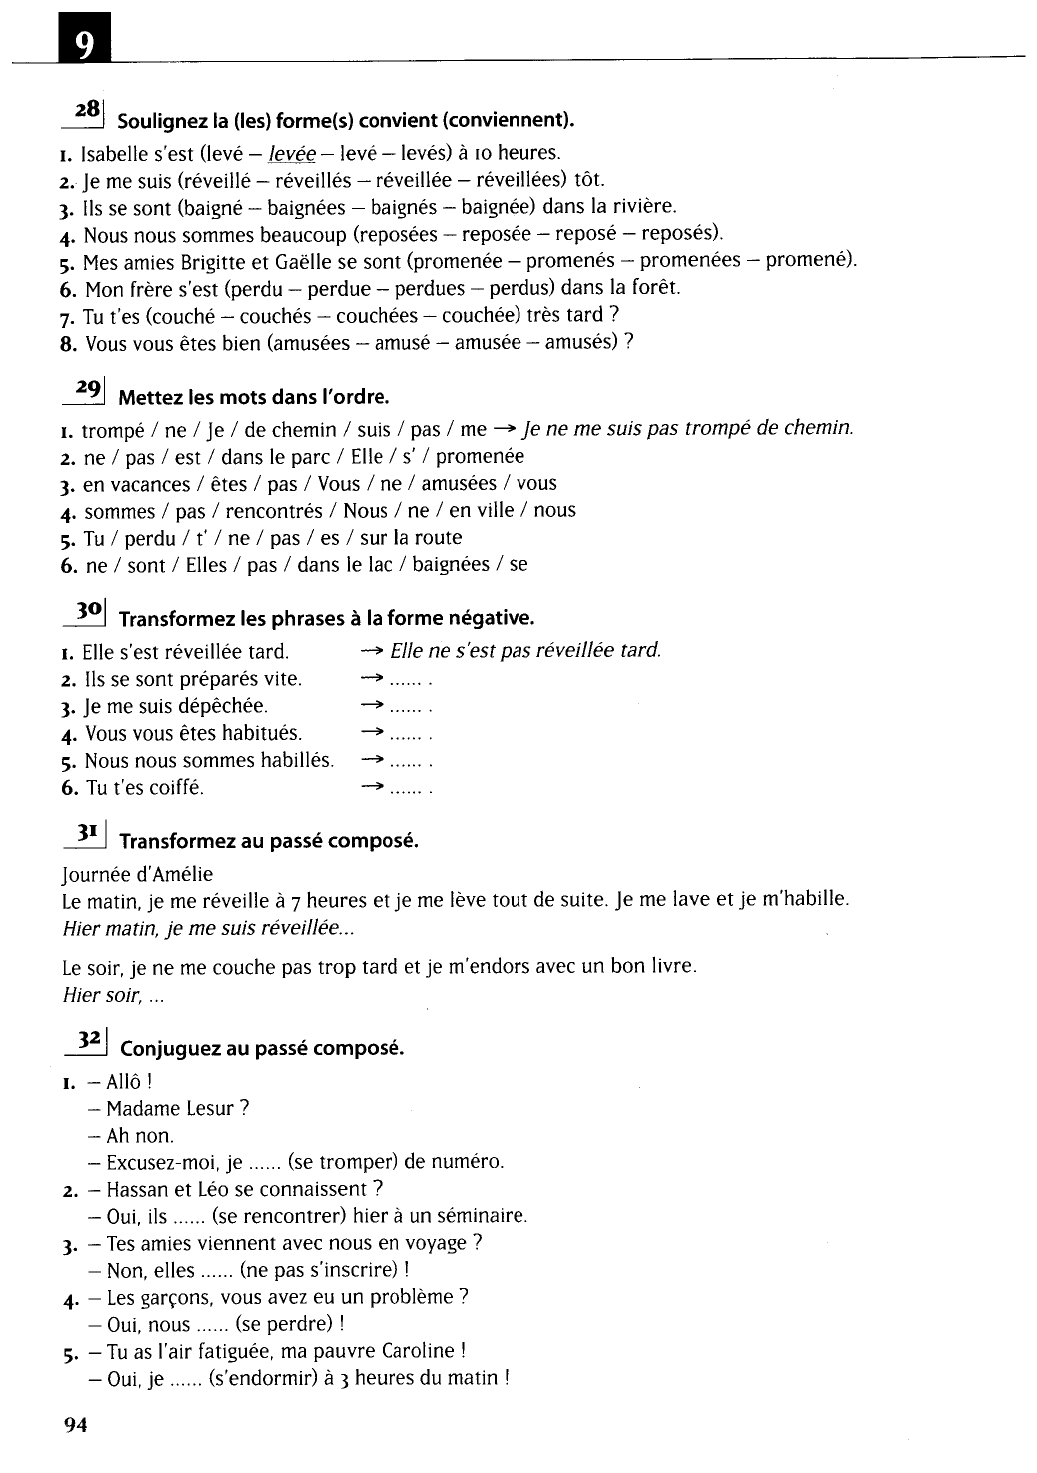 9
28 Soulignez la (les) forme(s) convient (conviennent).
1. Isabelle s'est (levé – levée – levé – levés) à 10 heures.
2. Je me suis (réveillé – réveillés – réveillée – réveillées) tôt.
3. Ils se sont (baigné – baignées – baignés – baignée) dans la rivière.
4. Nous nous sommes beaucoup (reposées – reposée – reposé – reposés).
5. Mes amies Brigitte et Gaëlle se sont (promenée – promenés – promenées – promené).
6. Mon frère s'est (perdu – perdue – perdues – perdus) dans la forêt.
7. Tu t'es (couché – couchés – couchées – couchée) très tard ?
8. Vous vous êtes bien (amusées – amusé – amusée – amusés) ?
29 Mettez les mots dans l'ordre.
1. trompé / ne / Je / de chemin / suis / pas / me → Je ne me suis pas trompé de chemin.
2. ne / pas / est / dans le parc / Elle / s' / promenée
3. en vacances / êtes / pas / Vous / ne / amusées / vous
4. sommes / pas / rencontrés / Nous / ne / en ville / nous
5. Tu / perdu / t' / ne / pas / es / sur la route
6. ne / sont / Elles / pas / dans le lac / baignées / se
30 Transformez les phrases à la forme négative.
1. Elle s'est réveillée tard. → Elle ne s'est pas réveillée tard.
2. Ils se sont préparés vite. → ...... .
3. Je me suis dépêchée. → ...... .
4. Vous vous êtes habitués. → ...... .
5. Nous nous sommes habillés. → ...... .
6. Tu t'es coiffé. → ...... .
31 Transformez au passé composé.
Journée d'Amélie
Le matin, je me réveille à 7 heures et je me lève tout de suite. Je me lave et je m'habille.
Hier matin, je me suis réveillée...
Le soir, je ne me couche pas trop tard et je m'endors avec un bon livre.
Hier soir, ...
32 Conjuguez au passé composé.
1. – Allô !
– Madame Lesur ?
– Ah non.
– Excusez-moi, je ...... (se tromper) de numéro.
2. – Hassan et Léo se connaissent ?
– Oui, ils ...... (se rencontrer) hier à un séminaire.
3. – Tes amies viennent avec nous en voyage ?
– Non, elles ...... (ne pas s'inscrire) !
4. – Les garçons, vous avez eu un problème ?
– Oui, nous ...... (se perdre) !
5. – Tu as l'air fatiguée, ma pauvre Caroline !
– Oui, je ...... (s'endormir) à 3 heures du matin !
94